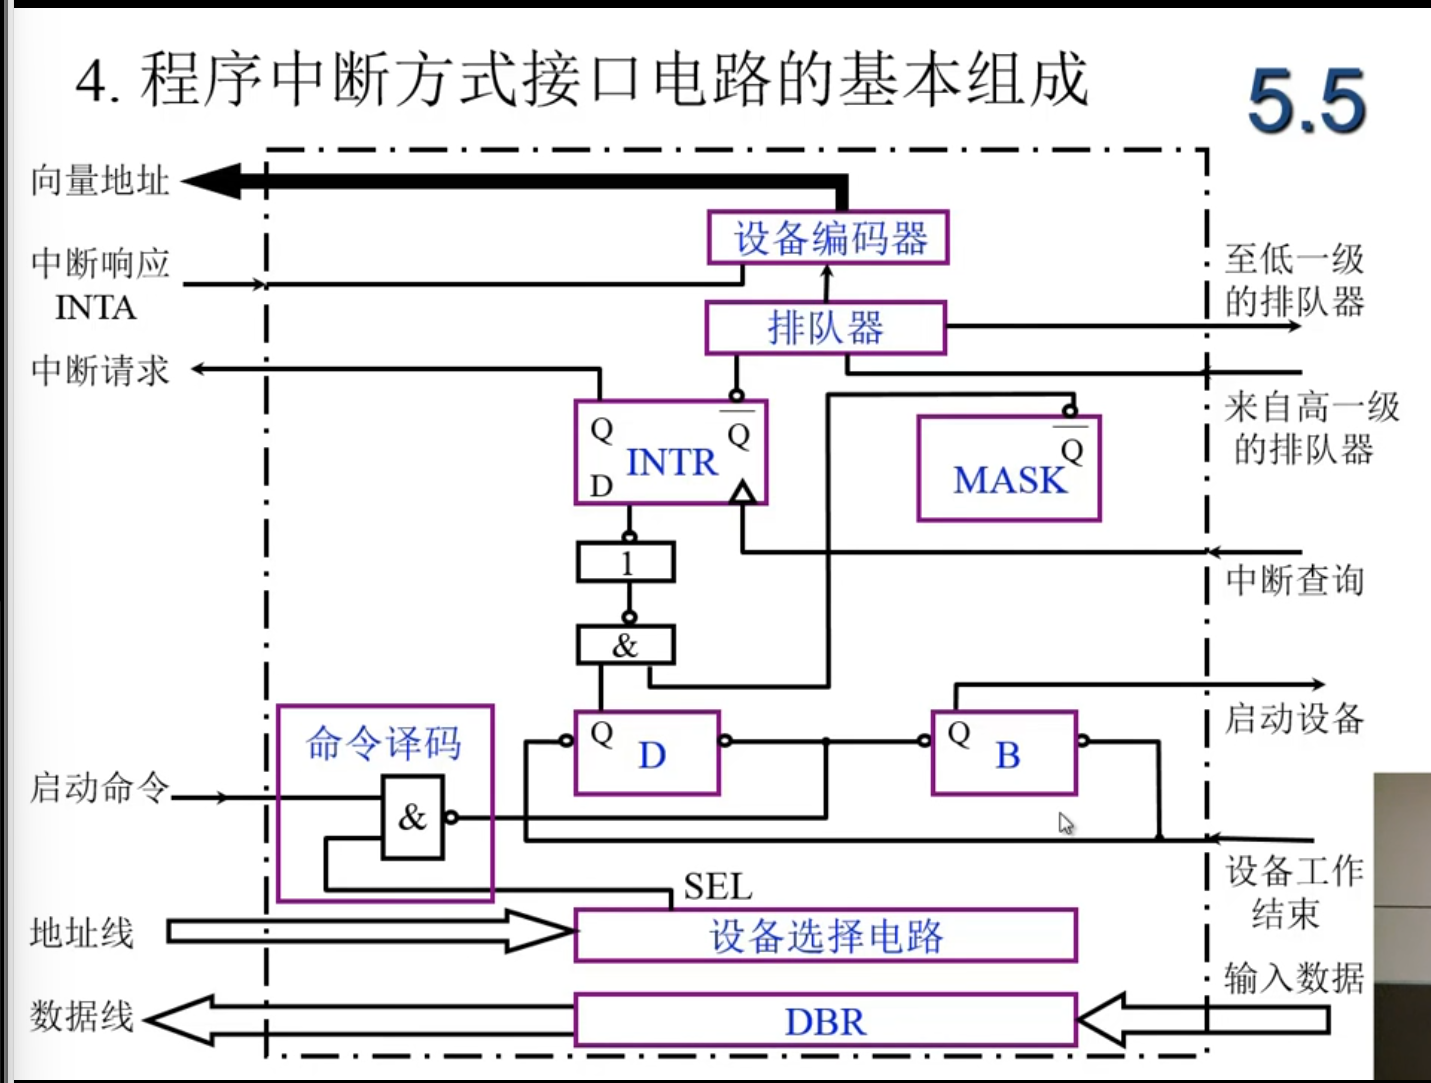 4. 程序中断方式接口电路的基本组成
5.5
向量地址
设备编码器
中断响应
INTA
至低一级
的排队器
排队器
中断请求
来自高一级
的排队器
Q
Q
INTR
D
Q
MASK
1
中断查询
&
启动设备
命令译码
Q
D
Q
B
启动命令
&
设备工作
结束
SEL
地址线
设备选择电路
输入数据
数据线
DBR